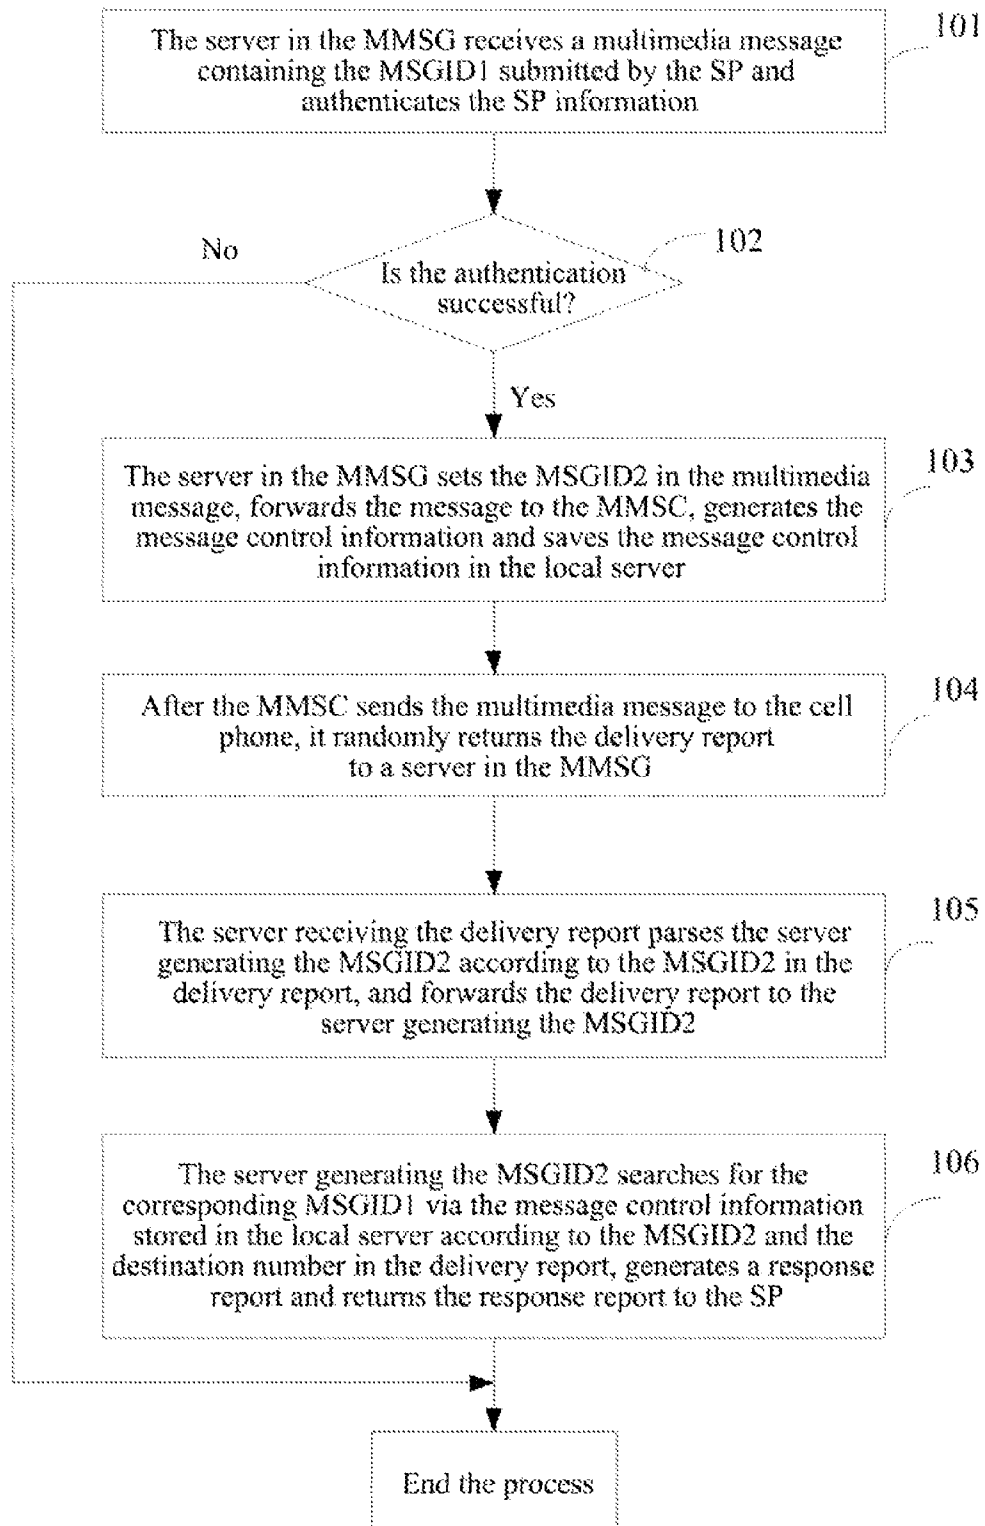 The server in the MMSG receives a multimedia message
containing the MSGID1 submitted by the SP and
authenticates the SP information
101
No
Is the authentication
successful?
102
Yes
The server in the MMSG sets the MSGID2 in the multimedia
message, forwards the message to the MMSC, generates the
message control information and saves the message control
information in the local server
103
After the MMSC sends the multimedia message to the cell
phone, it randomly returns the delivery report
to a server in the MMSG
104
The server receiving the delivery report parses the server
generating the MSGID2 according to the MSGID2 in the
delivery report, and forwards the delivery report to the
server generating the MSGID2
105
The server generating the MSGID2 searches for the
corresponding MSGID1 via the message control information
stored in the local server according to the MSGID2 and the
destination number in the delivery report, generates a response
report and returns the response report to the SP
106
End the process